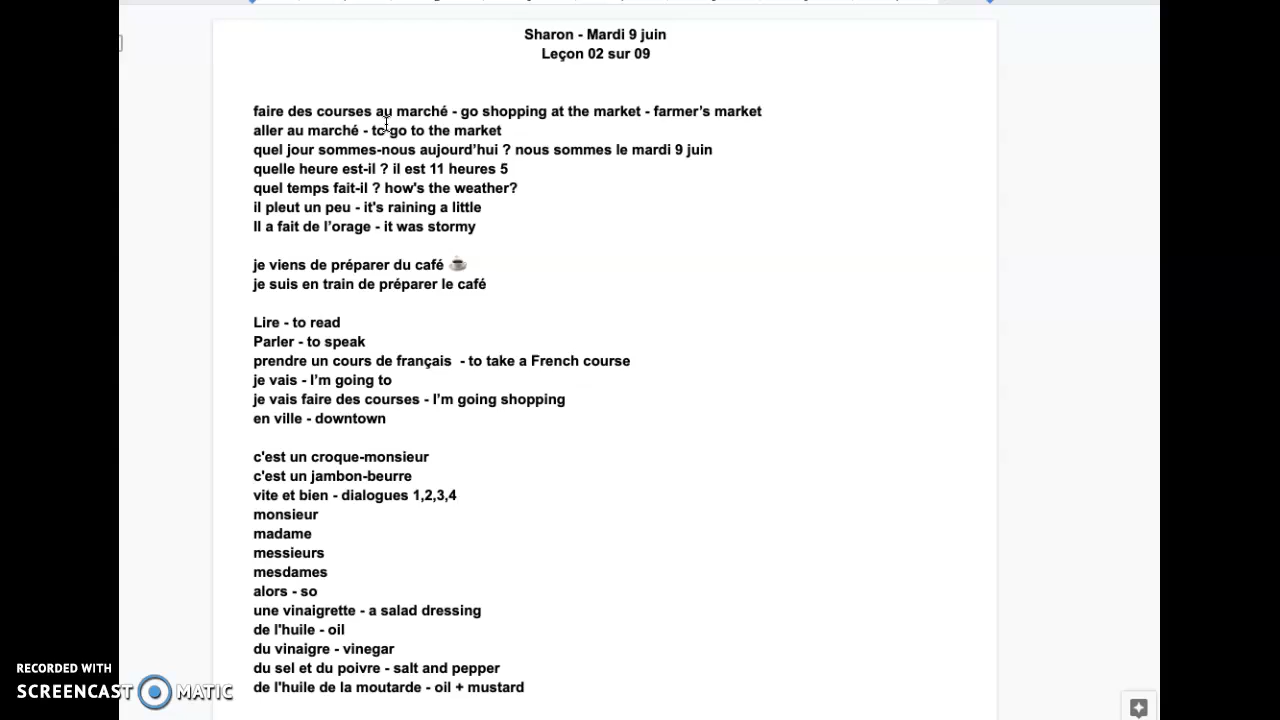 Sharon - Mardi 9 juin
Leçon 02 sur 09
faire des courses au marché - go shopping at the market - farmer’s market
aller au marché - to go to the market
quel jour sommes-nous aujourd’hui ? nous sommes le mardi 9 juin
quelle heure est-il ? il est 11 heures 5
quel temps fait-il ? how's the weather?
il pleut un peu - it's raining a little
Il a fait de l’orage - it was stormy
je viens de préparer du café ☕
je suis en train de préparer le café
Lire - to read
Parler - to speak
prendre un cours de français - to take a French course
je vais - I’m going to
je vais faire des courses - I’m going shopping
en ville - downtown
c'est un croque-monsieur
c'est un jambon-beurre
vite et bien - dialogues 1,2,3,4
monsieur
madame
messieurs
mesdames
alors - so
une vinaigrette - a salad dressing
de l'huile - oil
du vinaigre - vinegar
du sel et du poivre - salt and pepper
de l'huile de la moutarde - oil + mustard
RECORDED WITH
SCREENCAST MATIC